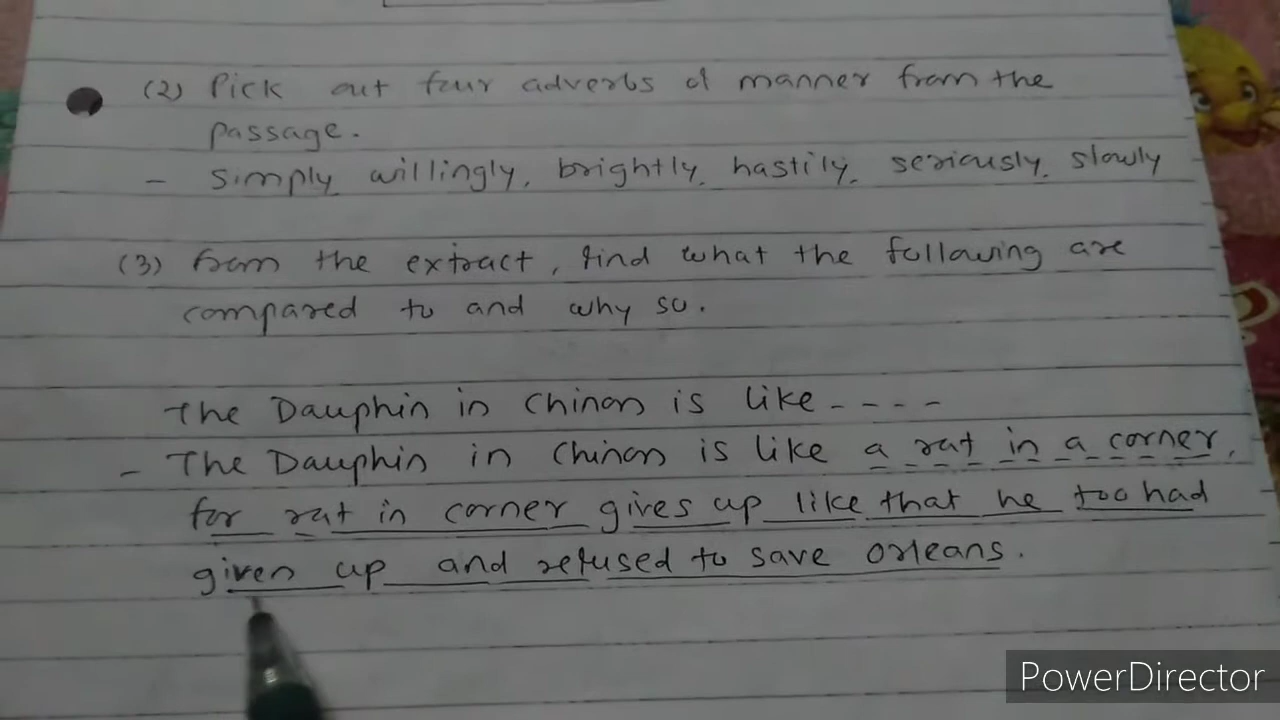 (2) Pick out four adverbs of manner from the
passage.
- simply, willingly, brightly, hastily, seriously, slowly
(3) From the extract, find what the following are
compared to and why so.
The Dauphin in Chinon is like ----
- The Dauphin in Chinon is like a rat in a corner,
for rat in corner gives up like that he too had
given up and refused to save Orleans.
PowerDirector